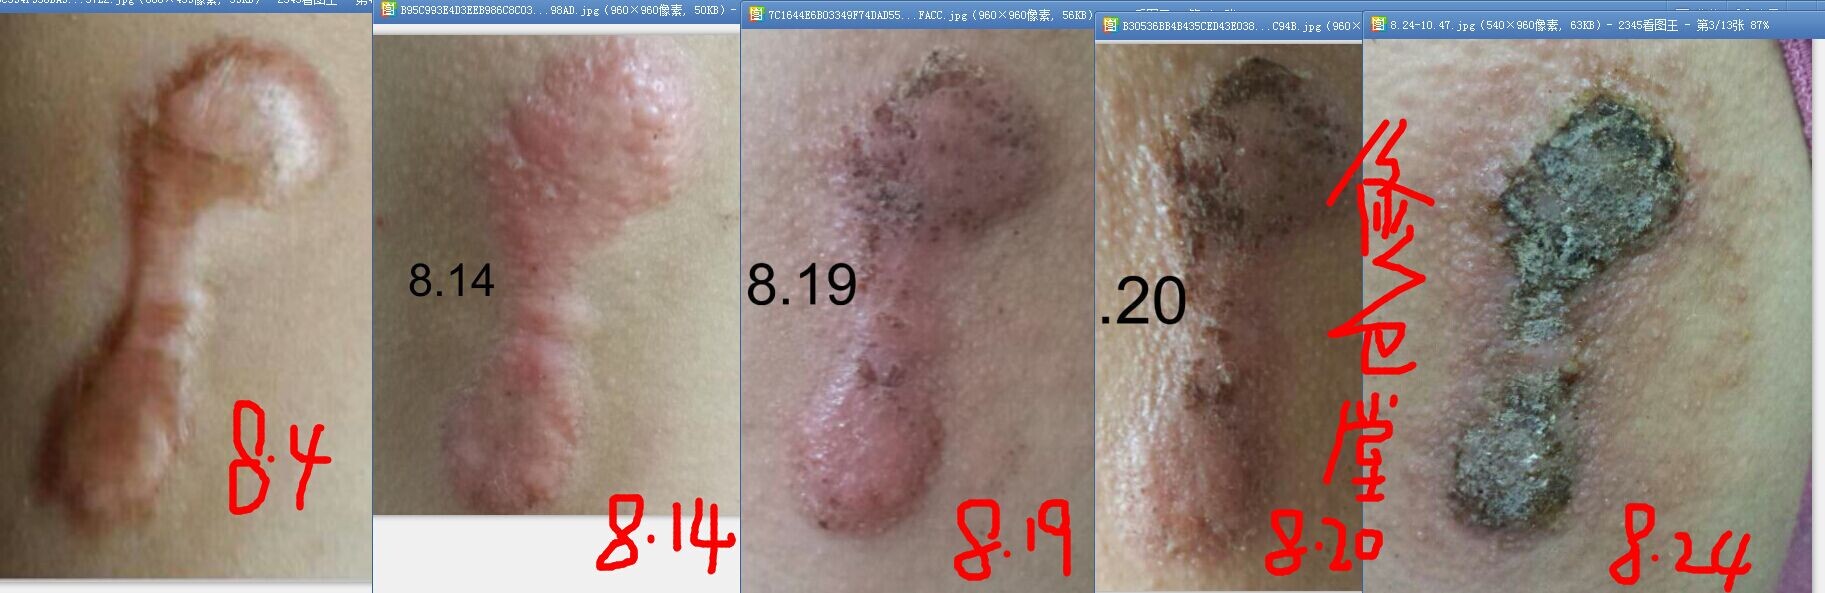 B95C993E4D3EEB986C8C03...98AD.jpg (960×960像素, 50KB) -
7C1644E6B03349F74DAD55...FACC.jpg (960×960像素, 56KB)
B30536BB4B435CED43E038...C94B.jpg (960×
8.24-10.47.jpg (540×960像素, 63KB) - 2345看图王 - 第3/13张 87%
8.4
8.14
8.14
8.19
8.19
.20
8.20
堂
8.24